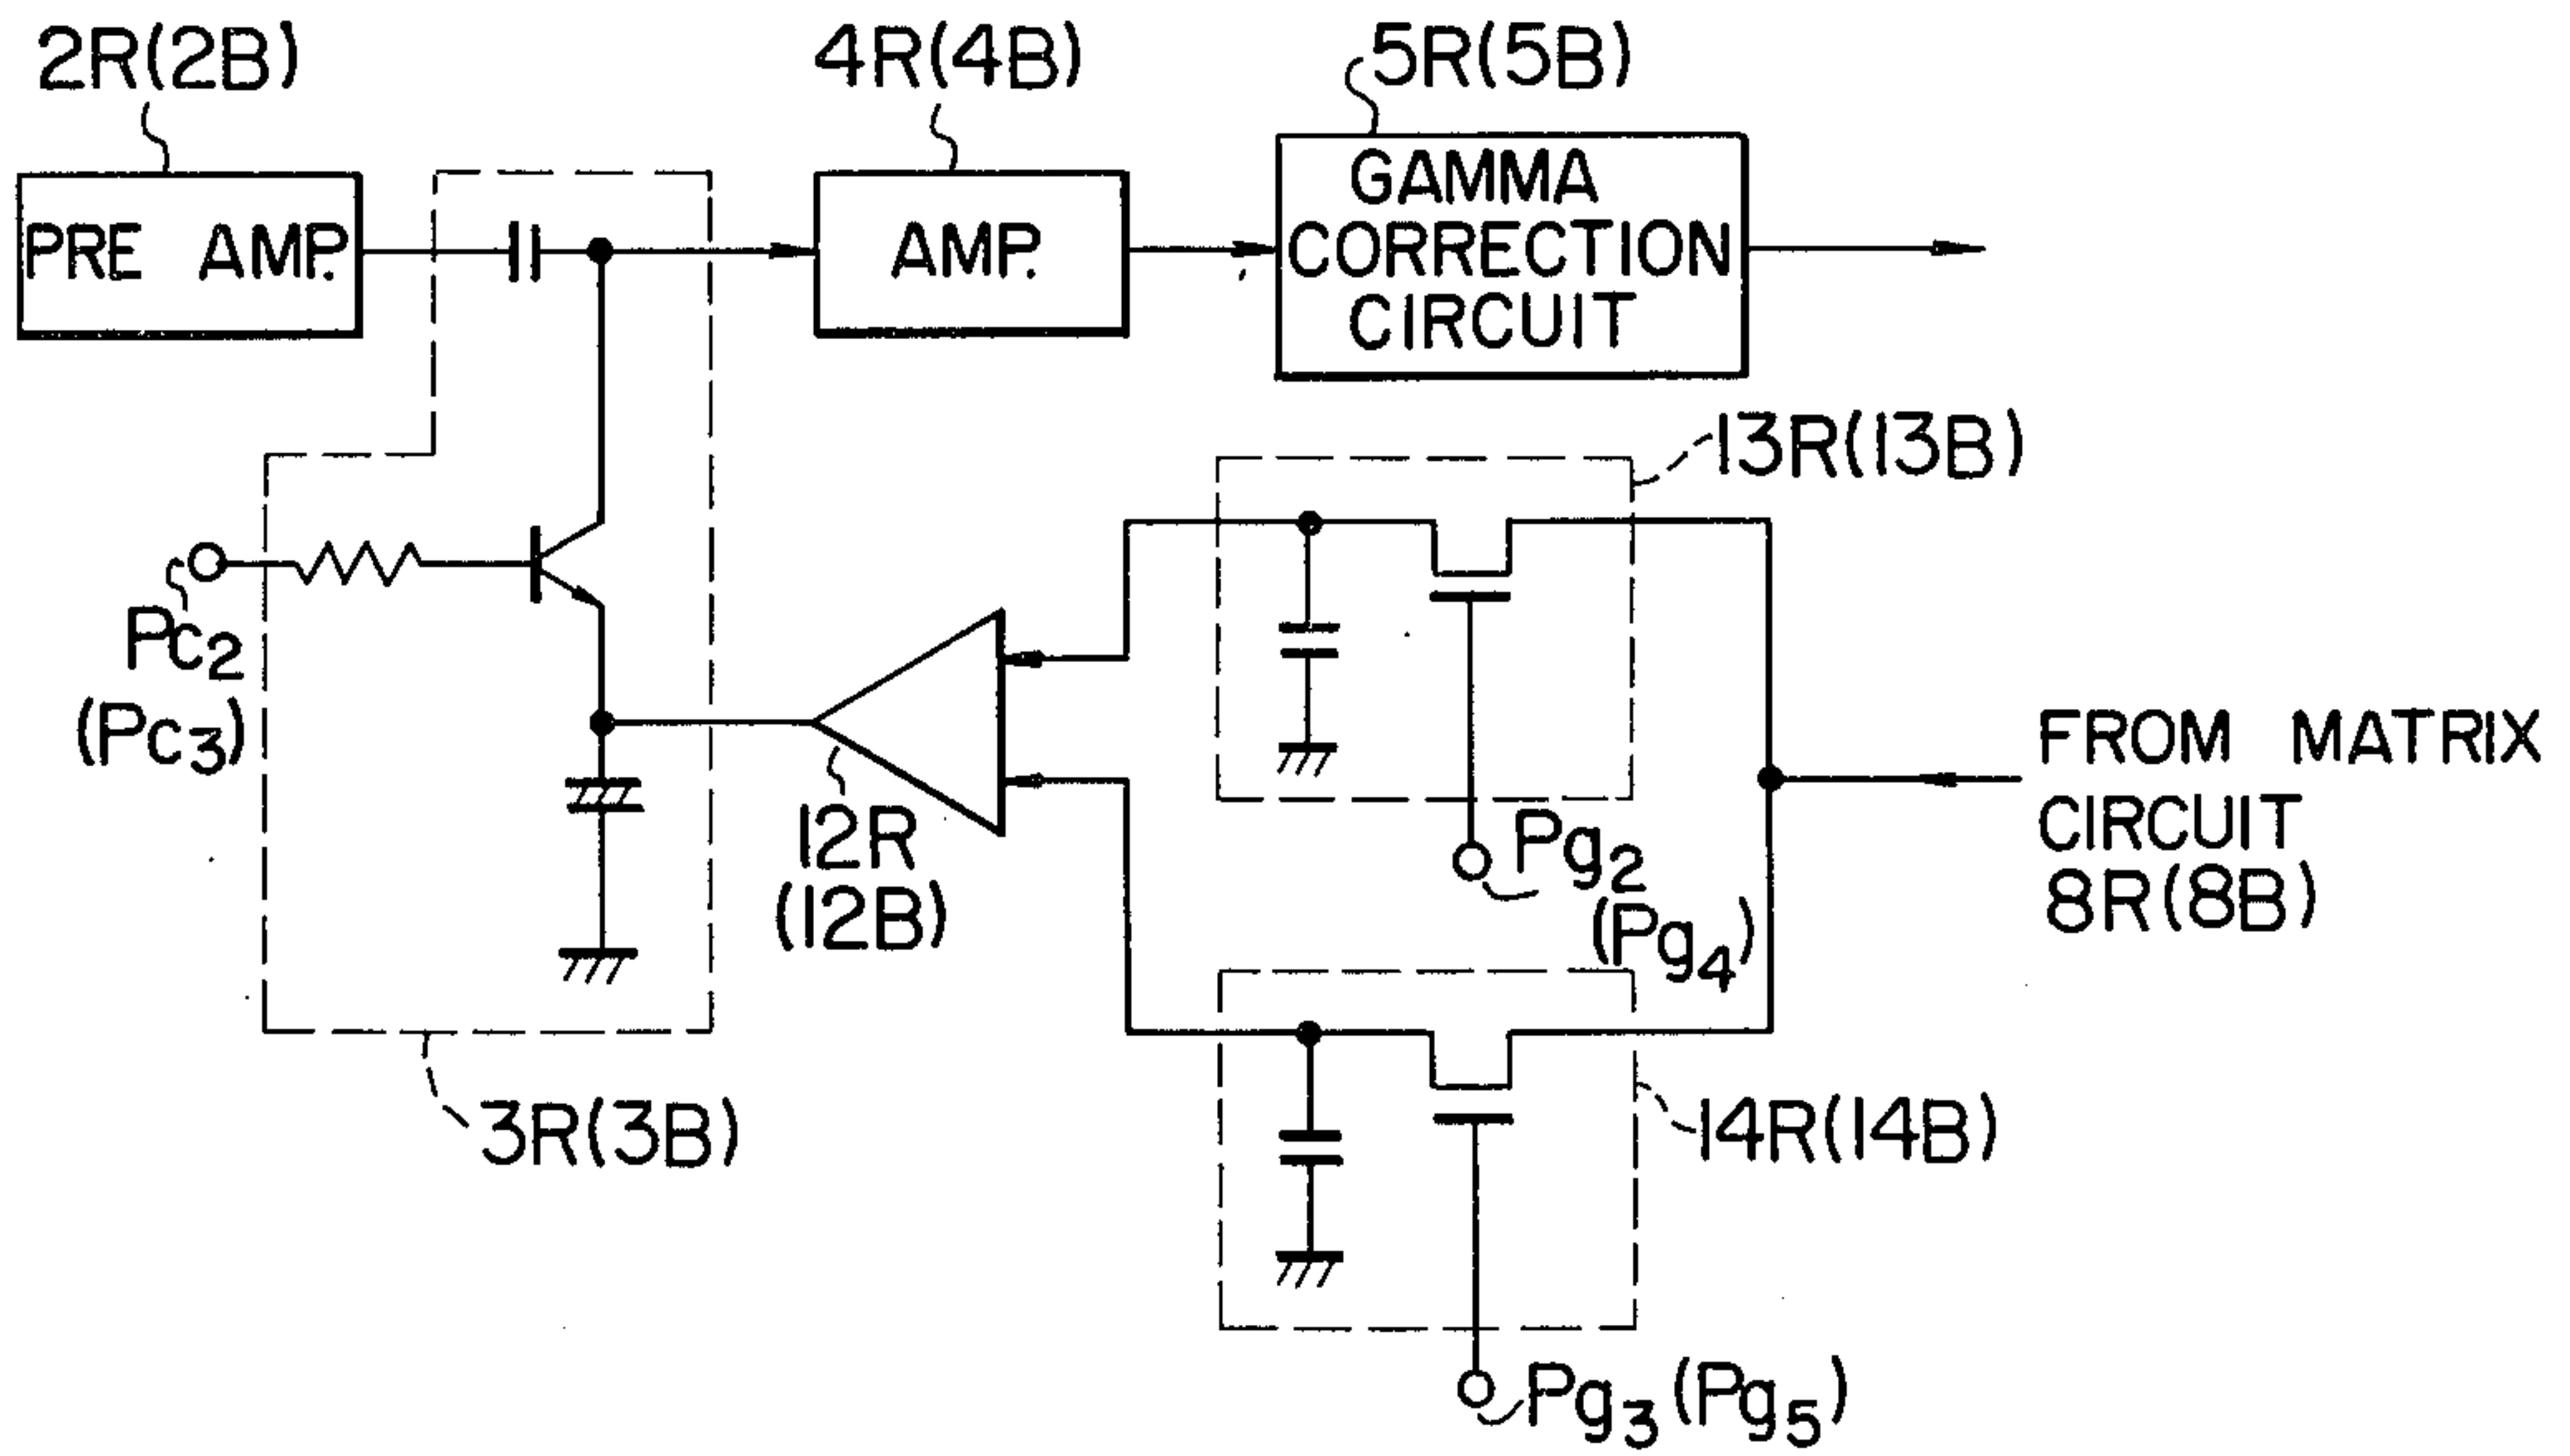 2R(2B)
4R(4B)
5R(5B)
PRE AMP.
AMP.
GAMMA
CORRECTION
CIRCUIT
13R(13B)
Pc2
(Pc3)
12R
(12B)
Pg2
(Pg4)
FROM MATRIX
CIRCUIT
8R(8B)
3R(3B)
14R(14B)
Pg3 (Pg5)